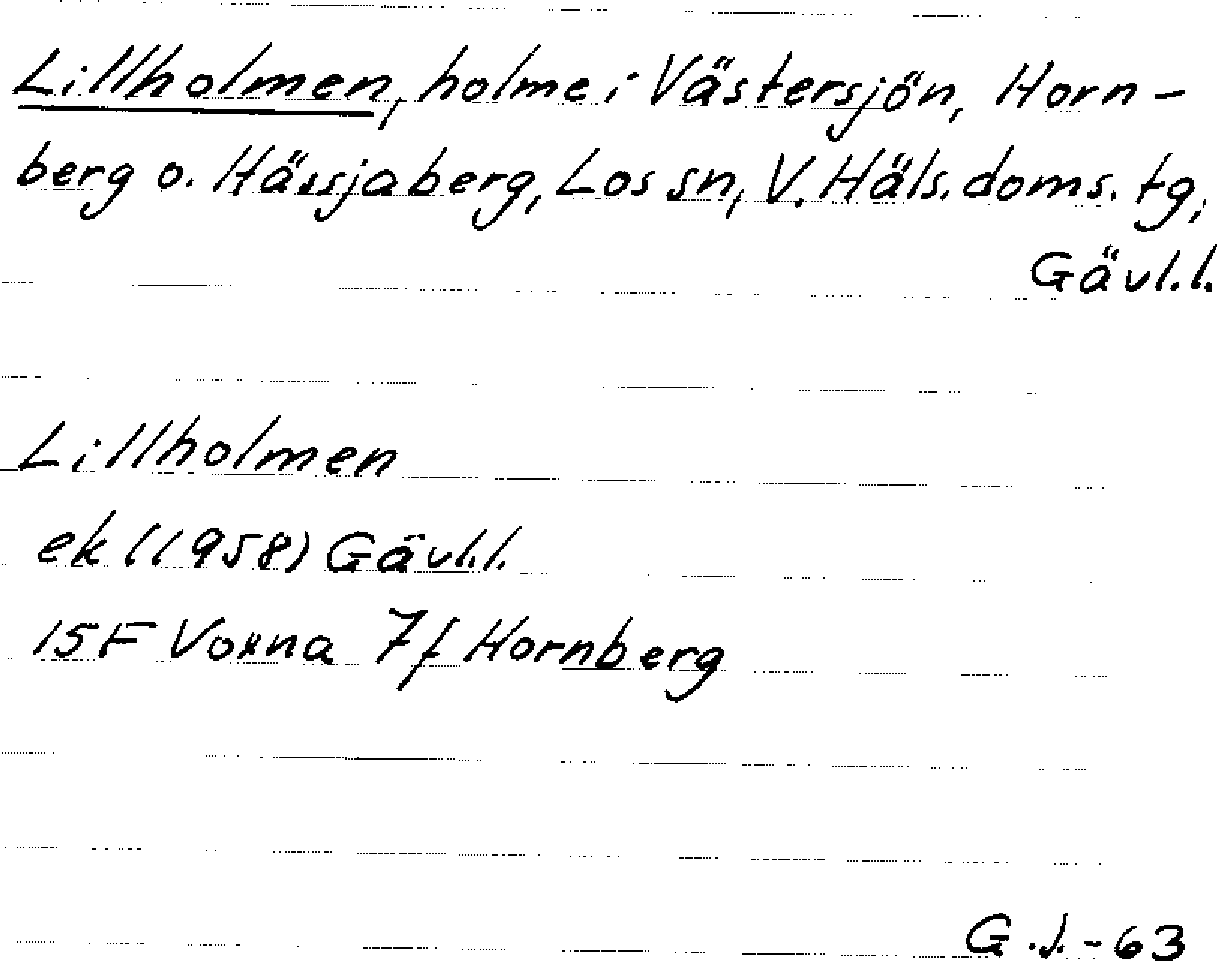 Lillholmen, holme i Västersjön, Horn-
berg o. Hässjaberg, Los sn, V. Häls. doms. tg,
Gävl.l.
Lillholmen
ek (1958) Gävl.l.
15F Voxna 7f Hornberg
G.J.-63